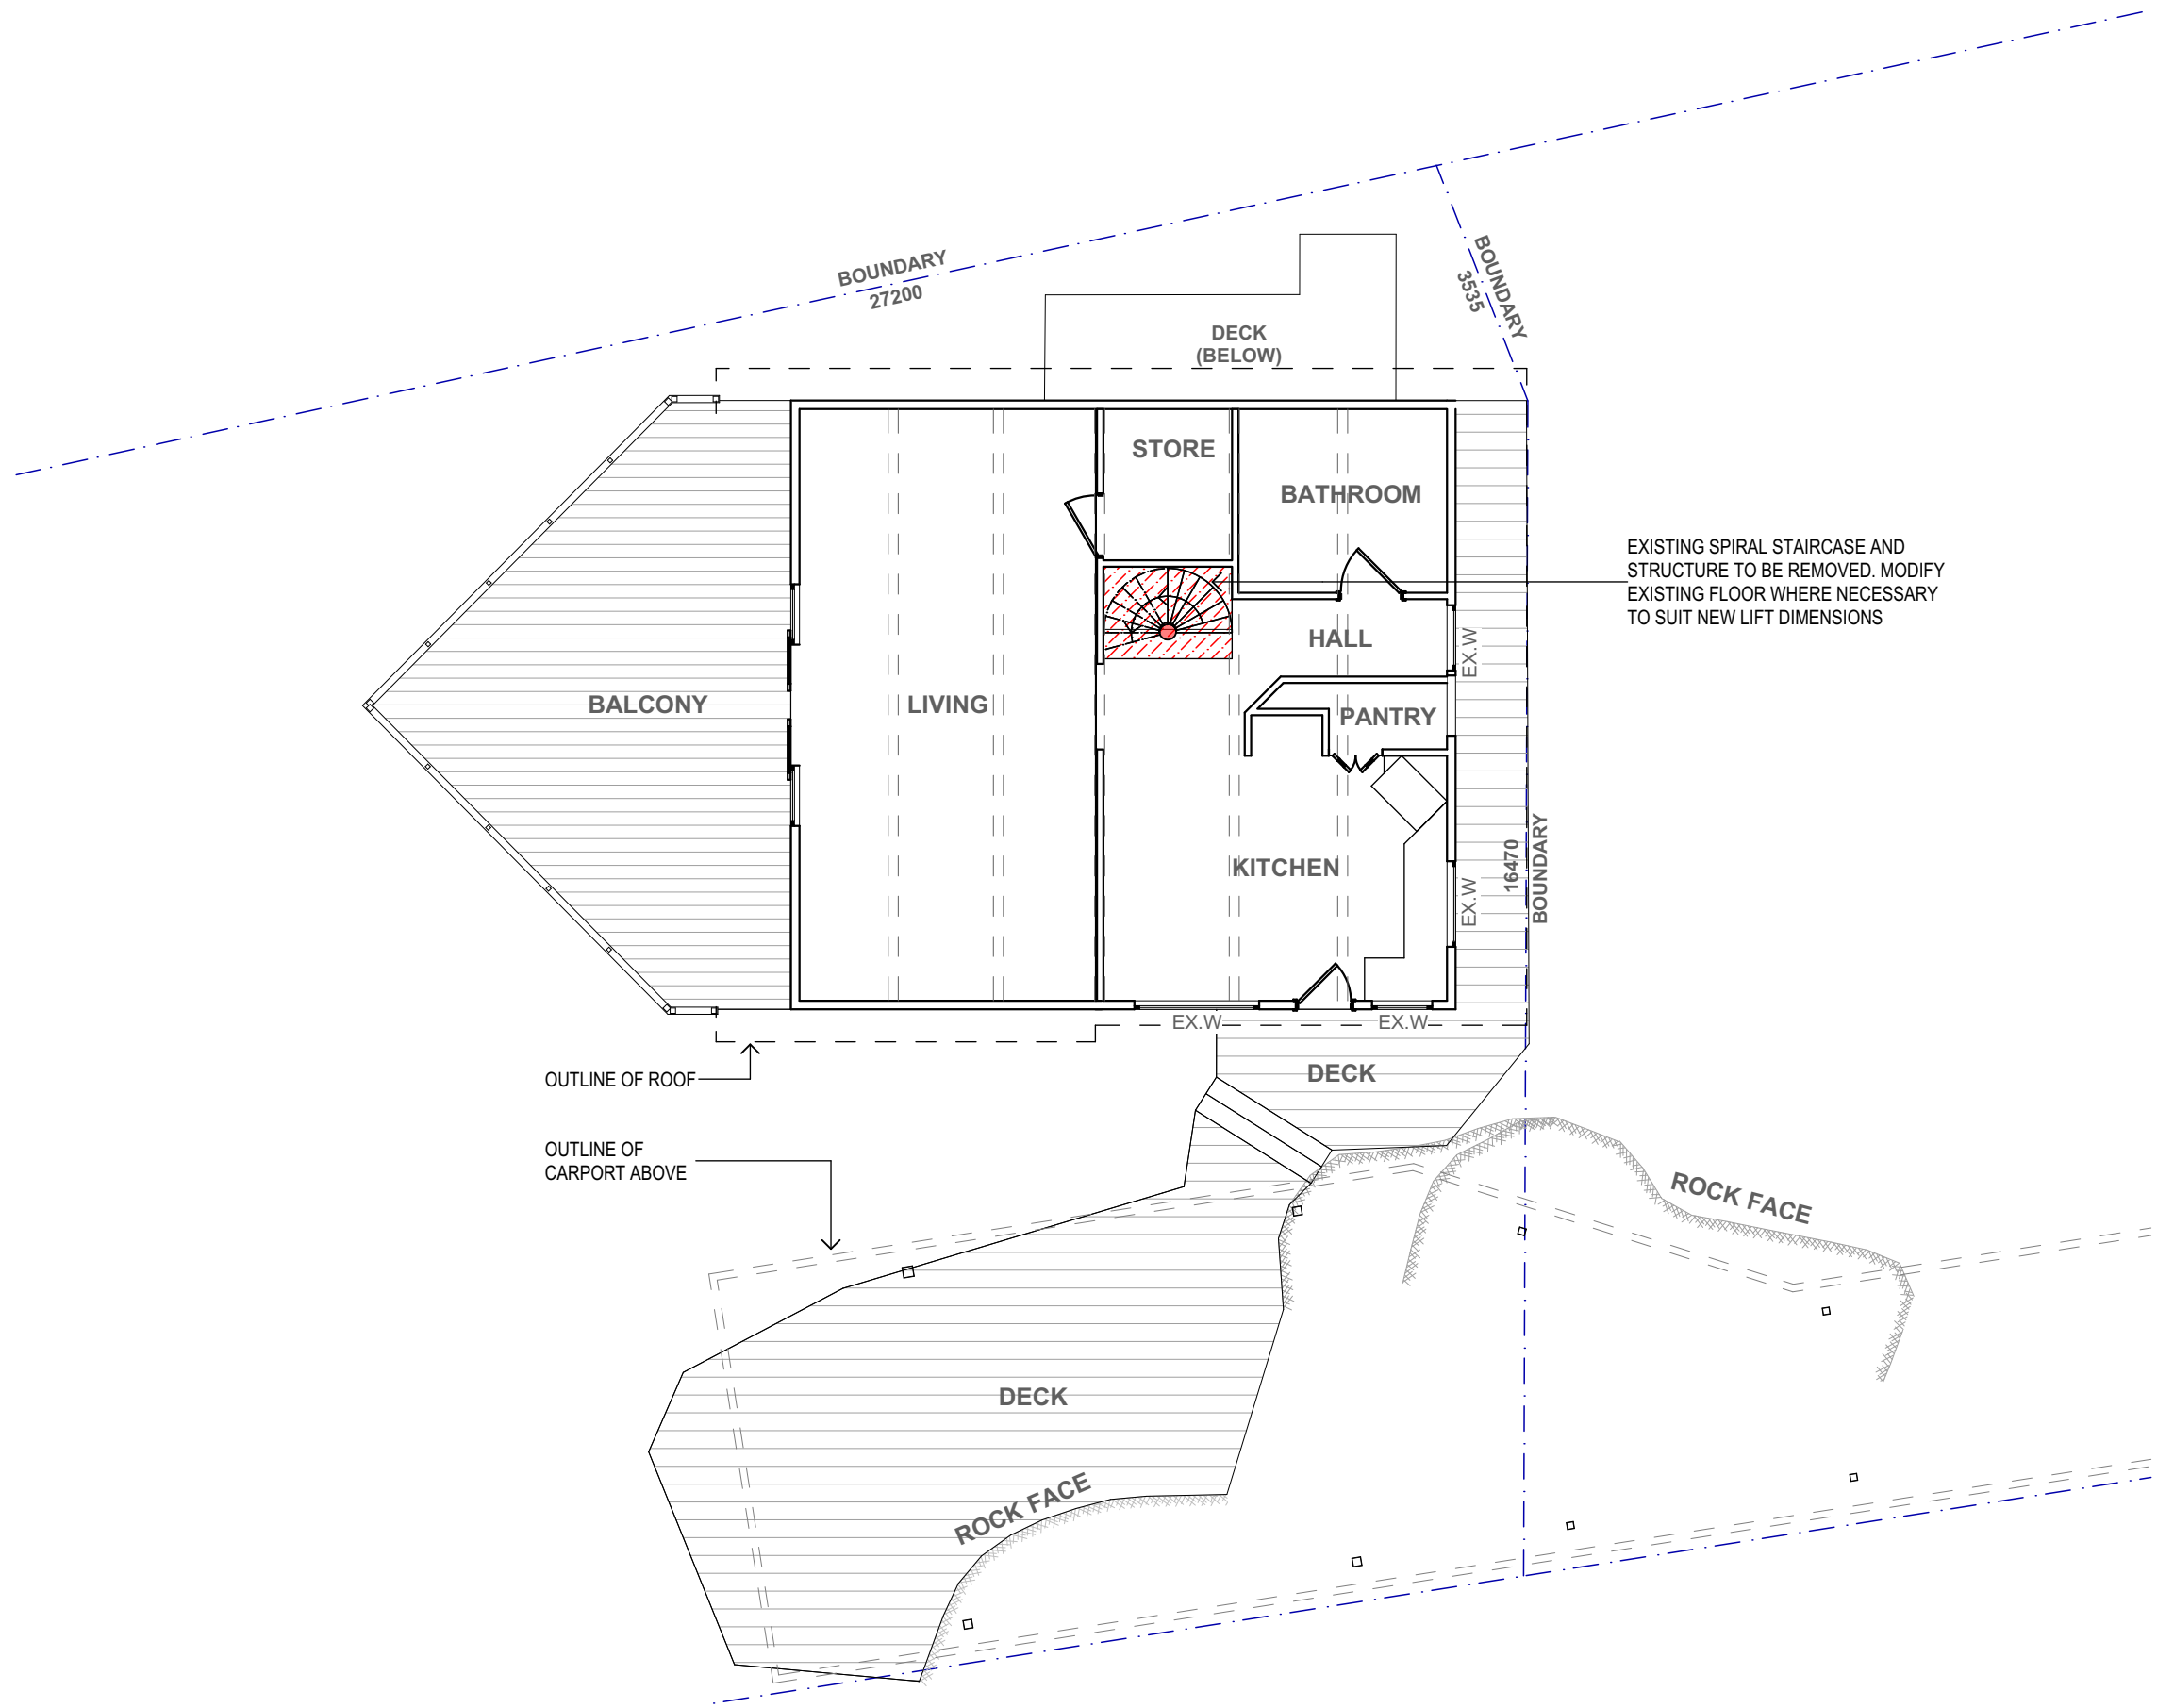 BOUNDARY
27200
BOUNDARY
3535
DECK
(BELOW)
STORE
BATHROOM
EXISTING SPIRAL STAIRCASE AND
STRUCTURE TO BE REMOVED. MODIFY
EXISTING FLOOR WHERE NECESSARY
TO SUIT NEW LIFT DIMENSIONS
HALL
EX.W
BALCONY
LIVING
PANTRY
KITCHEN
EX.W
16470
BOUNDARY
EX.W
EX.W
DECK
OUTLINE OF ROOF
OUTLINE OF
CARPORT ABOVE
ROCK FACE
DECK
ROCK FACE